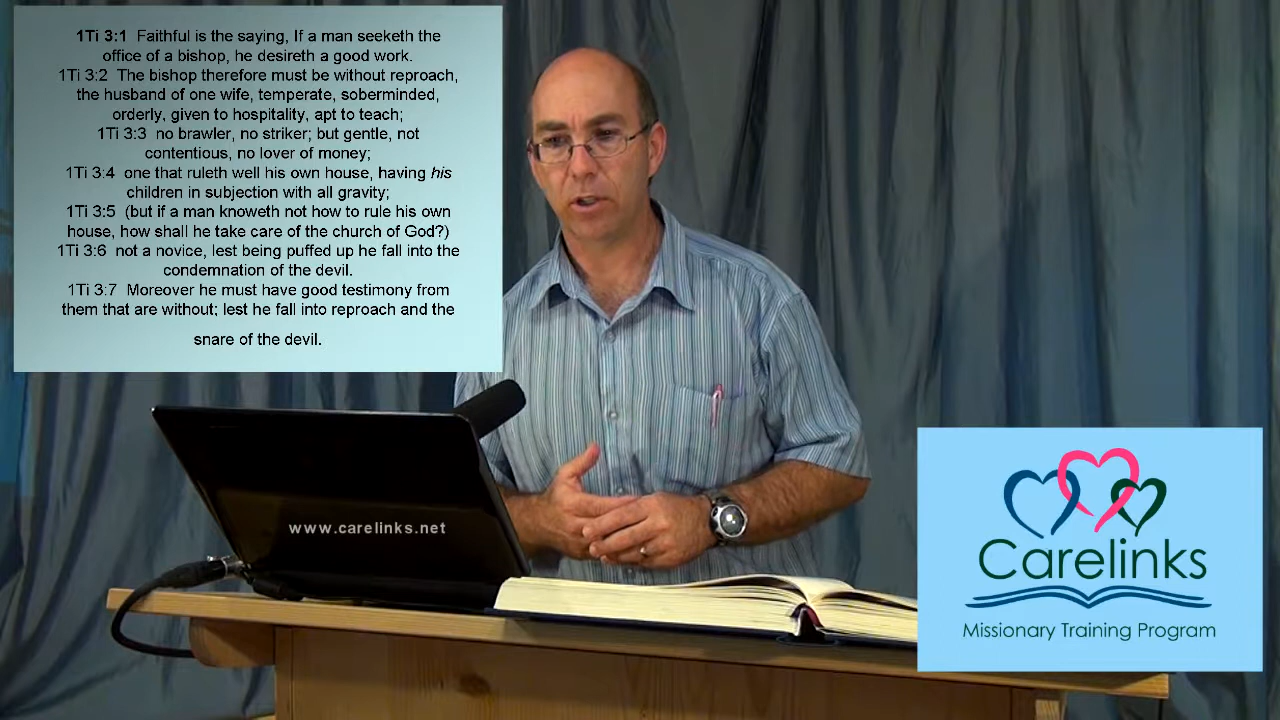 1Ti 3:1 Faithful is the saying, If a man seeketh the
office of a bishop, he desireth a good work.
1Ti 3:2 The bishop therefore must be without reproach,
the husband of one wife, temperate, soberminded,
orderly, given to hospitality, apt to teach;
1Ti 3:3 no brawler, no striker; but gentle, not
contentious, no lover of money;
1Ti 3:4 one that ruleth well his own house, having his
children in subjection with all gravity;
1Ti 3:5 (but if a man knoweth not how to rule his own
house, how shall he take care of the church of God?)
1Ti 3:6 not a novice, lest being puffed up he fall into the
condemnation of the devil.
1Ti 3:7 Moreover he must have good testimony from
them that are without; lest he fall into reproach and the
snare of the devil.
www.carelinks.net
Carelinks
Missionary Training Program